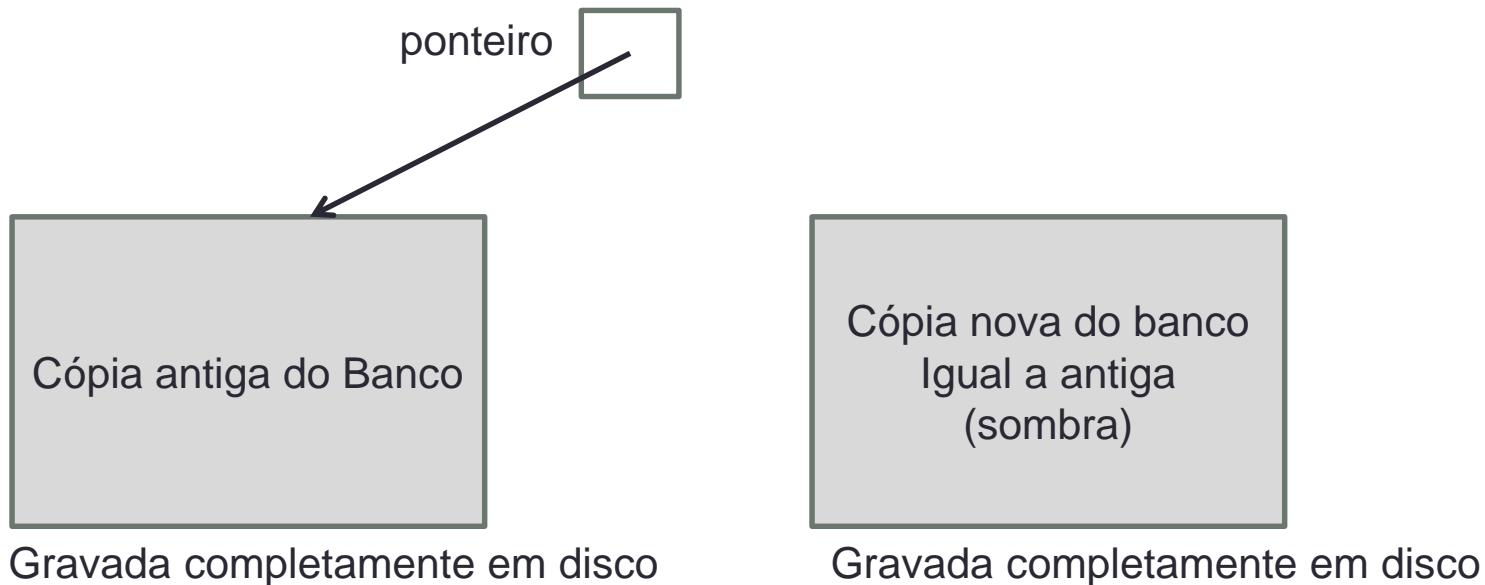 ponteiro
Cópia antiga do Banco
Cópia nova do banco
Igual a antiga
(sombra)
Gravada completamente em disco
Gravada completamente em disco